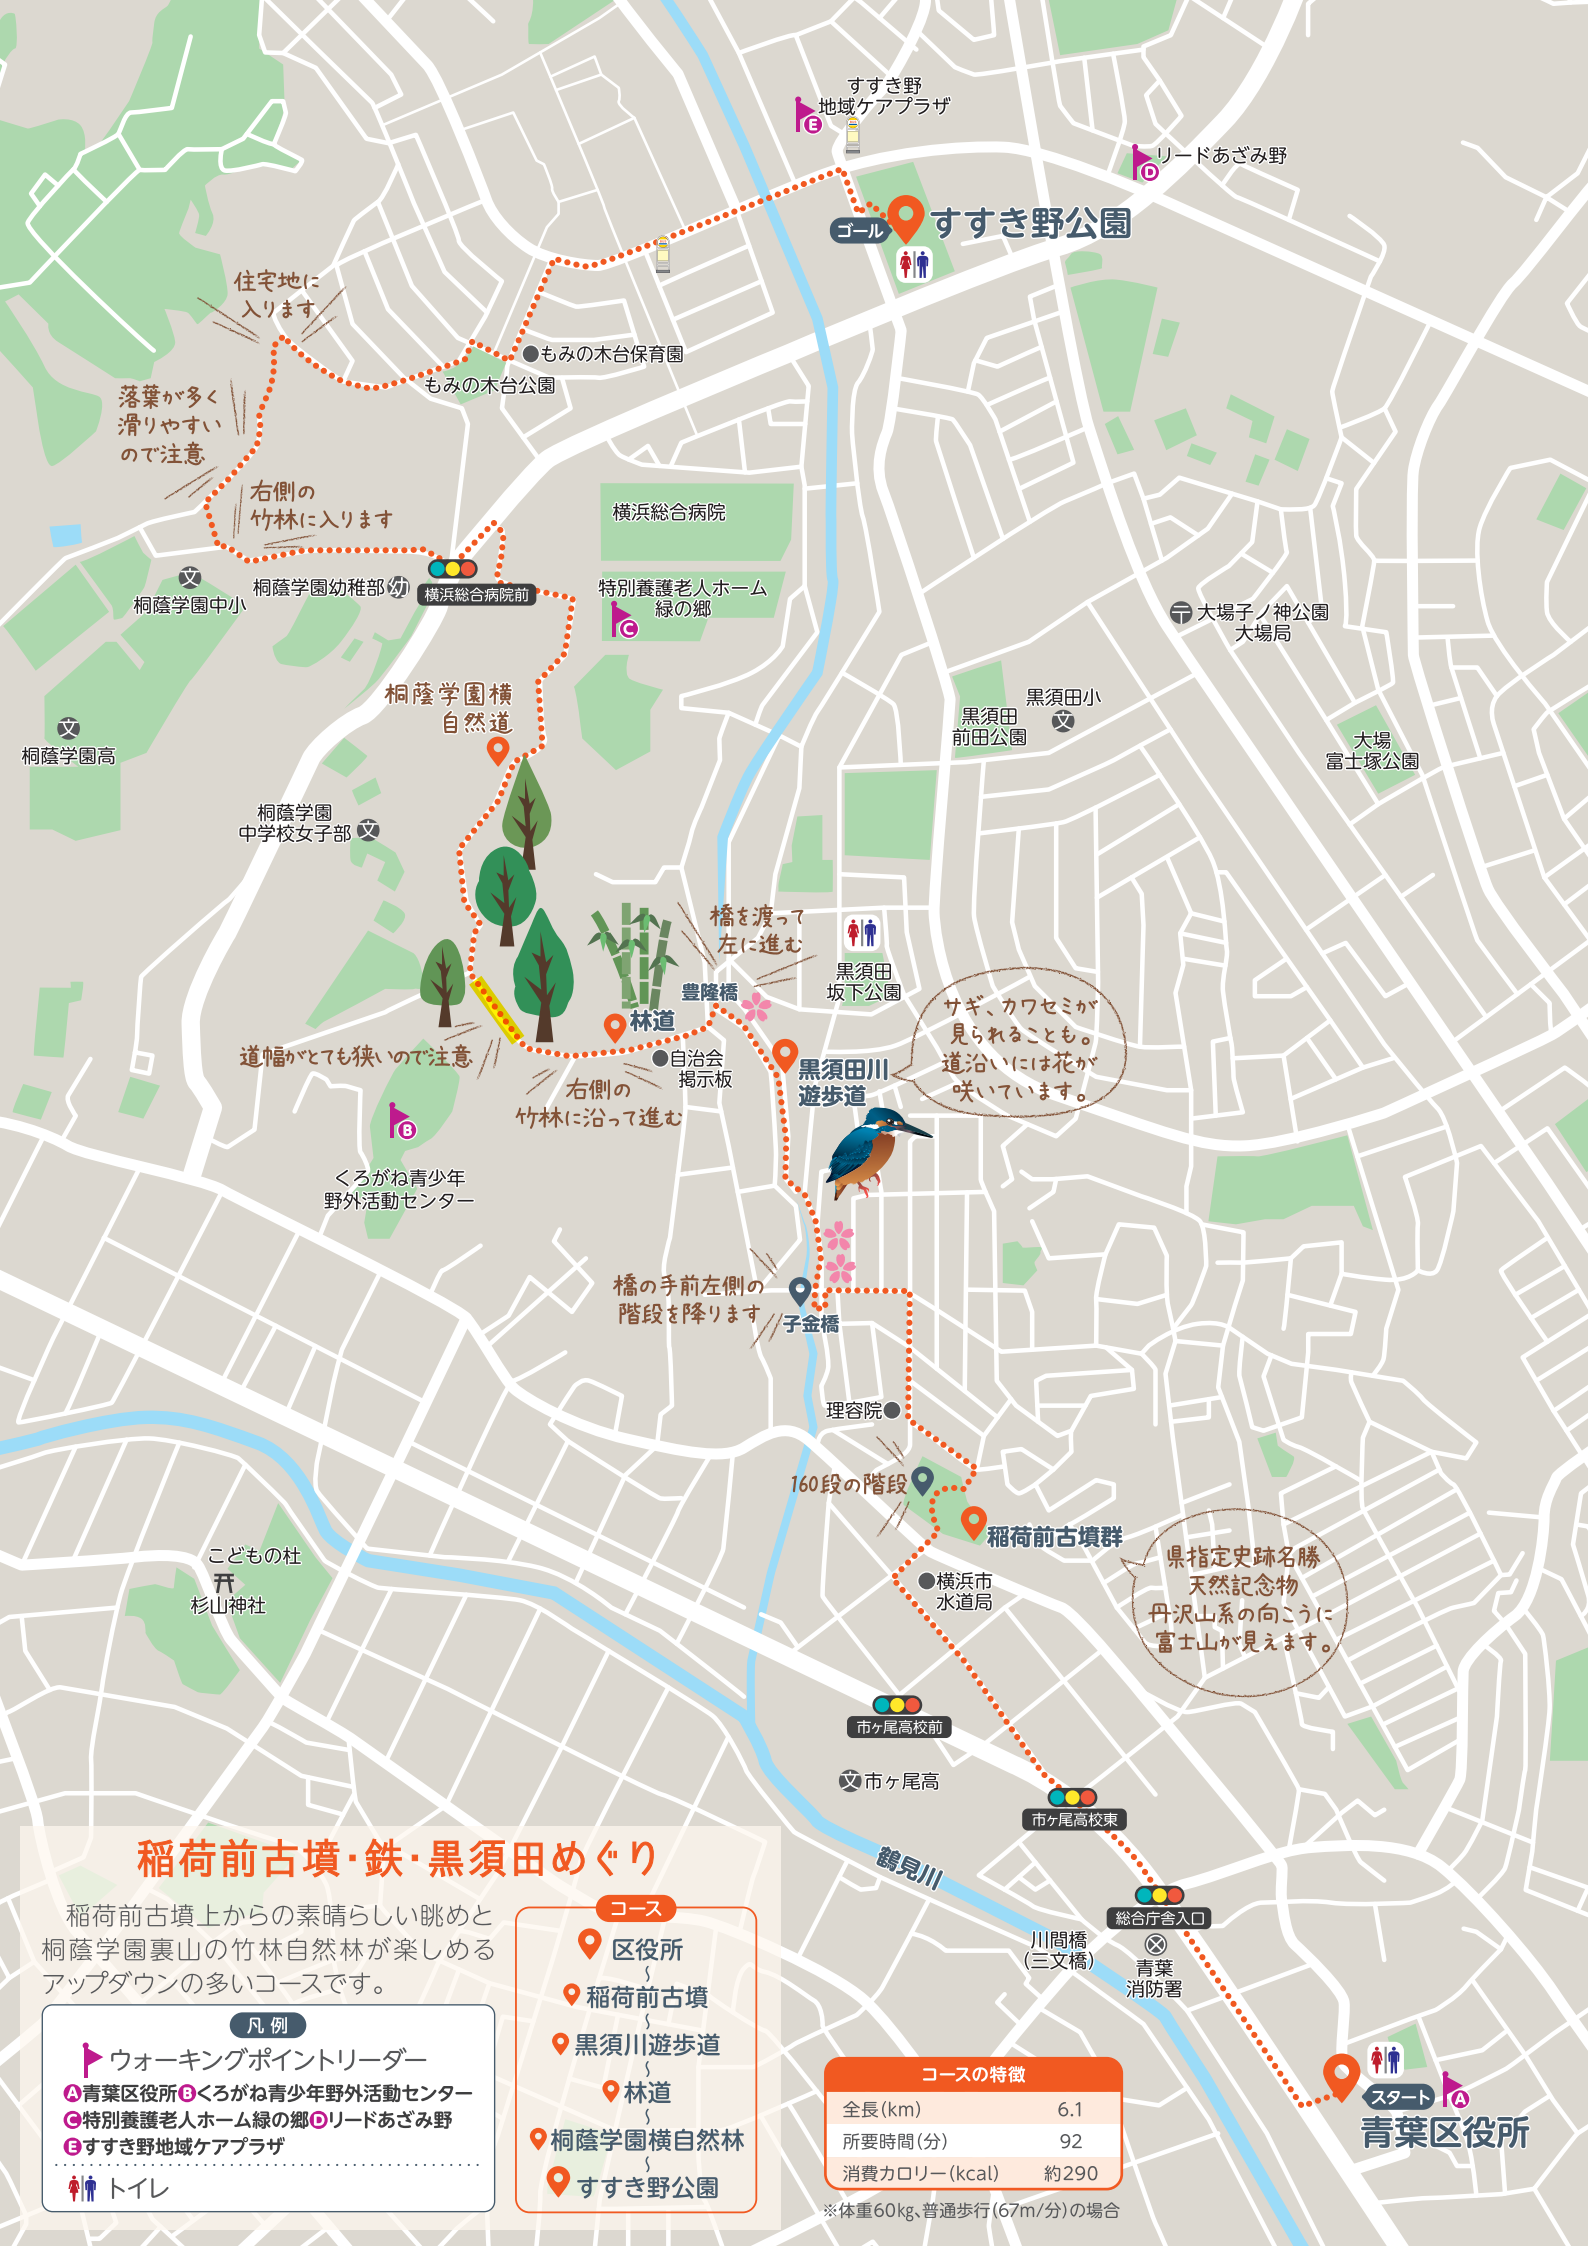 すすき野
地域ケアプラザ
E
D
リードあざみ野
ゴール
すすき野公園
住宅地に
入ります
もみの木台保育園
もみの木台公園
落葉が多く
滑りやすい
ので注意
右側の
竹林に入ります
横浜総合病院
文
桐蔭学園中小
桐蔭学園幼稚部
幼
横浜総合病院前
特別養護老人ホーム
緑の郷
C
大場子ノ神公園
大場局
桐蔭学園横
自然道
文
桐蔭学園高
黒須田小
文
黒須田
前田公園
大場
富士塚公園
桐蔭学園
中学校女子部
文
橋を渡って
左に進む
豊隆橋
黒須田
坂下公園
林道
自治会
掲示板
道幅がとても狭いので注意
右側の
竹林に沿って進む
黒須田川
遊歩道
サギ、カワセミが
見られることも。
道沿いには花が
咲いています。
B
くろがね青少年
野外活動センター
橋の手前左側の
階段を降ります
子金橋
理容院
160段の階段
稲荷前古墳群
県指定史跡名勝
天然記念物
丹沢山系の向こうに
富士山が見えます。
横浜市
水道局
こどもの杜
杉山神社
市ヶ尾高校前
文
市ヶ尾高
市ヶ尾高校東
鶴見川
総合庁舎入口
川間橋
(三文橋)
青葉
消防署
スタート
A
青葉区役所
稲荷前古墳・鉄・黒須田めぐり
稲荷前古墳上からの素晴らしい眺めと
桐蔭学園裏山の竹林自然林が楽しめる
アップダウンの多いコースです。
凡例
ウォーキングポイントリーダー
A青葉区役所Bくろがね青少年野外活動センター
C特別養護老人ホーム緑の郷Dリードあざみ野
Eすすき野地域ケアプラザ
トイレ
コース
区役所
〜
稲荷前古墳
〜
黒須川遊歩道
〜
林道
〜
桐蔭学園横自然林
〜
すすき野公園
コースの特徴
全長(km) 6.1
所要時間(分) 92
消費カロリー(kcal) 約290
※体重60kg、普通歩行(67m/分)の場合